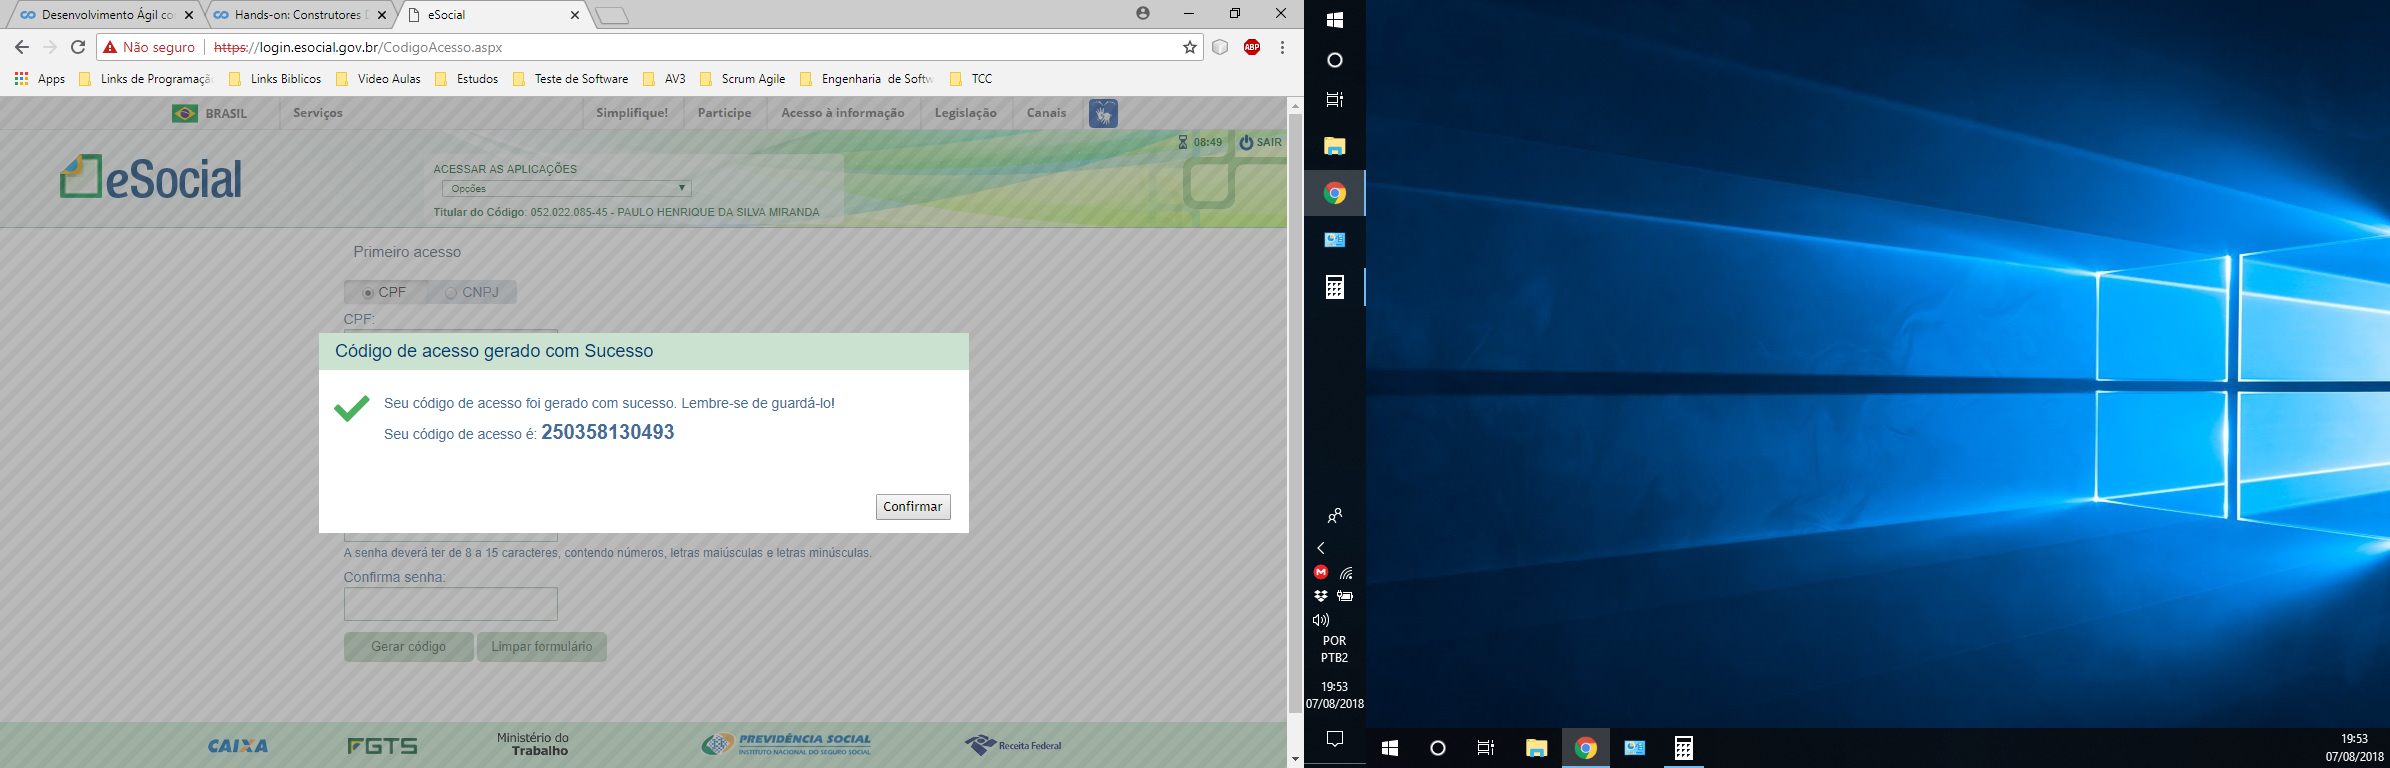 Desenvolvimento Ágil co
Hands-on: Construtores
eSocial
Não seguro
https://login.esocial.gov.br/CodigoAcesso.aspx
ABP
Apps
Links de Programaçã
Links Biblicos
Video Aulas
Estudos
Teste de Software
AV3
Scrum Agile
Engenharia de Softw
TCC
BRASIL
Serviços
Simplifique!
Participe
Acesso à informação
Legislação
Canais
08:49
SAIR
eSocial
ACESSAR AS APLICAÇÕES
Opções
Titular do Código: 052.022.085-45 - PAULO HENRIQUE DA SILVA MIRANDA
Primeiro acesso
CPF
CNPJ
CPF:
Código de acesso gerado com Sucesso
Seu código de acesso foi gerado com sucesso. Lembre-se de guardá-lo!
Seu código de acesso é: 250358130493
Confirmar
A senha deverá ter de 8 a 15 caracteres, contendo números, letras maiúsculas e letras minúsculas.
Confirma senha:
Gerar código
Limpar formulário
CAIXA
FGTS
Ministério do
Trabalho
PREVIDÊNCIA SOCIAL
INSTITUTO NACIONAL DO SEGURO SOCIAL
Receita Federal
POR
PTB2
19:53
07/08/2018
19:53
07/08/2018